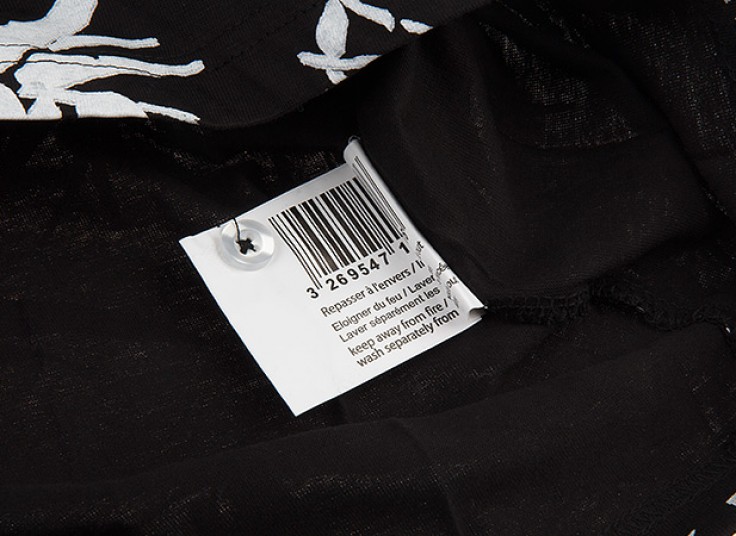 3 269547 1
Repasser à l'envers /
Eloigner du feu / Laver
Laver séparément les
keep away from fire /
wash separately from